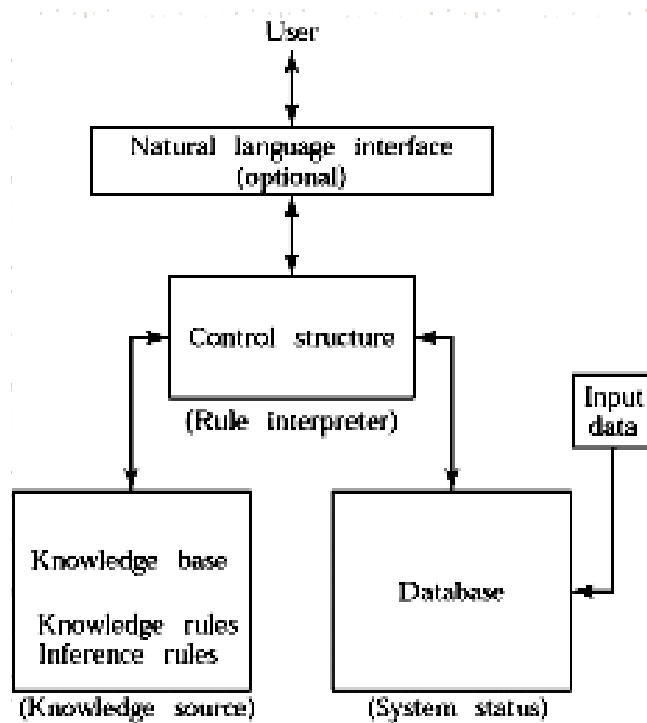 User
Natural language interface
(optional)
Control structure
(Rule interpreter)
Input
data
Knowledge base
Knowledge rules
Inference rules
(Knowledge source)
Database
(System status)